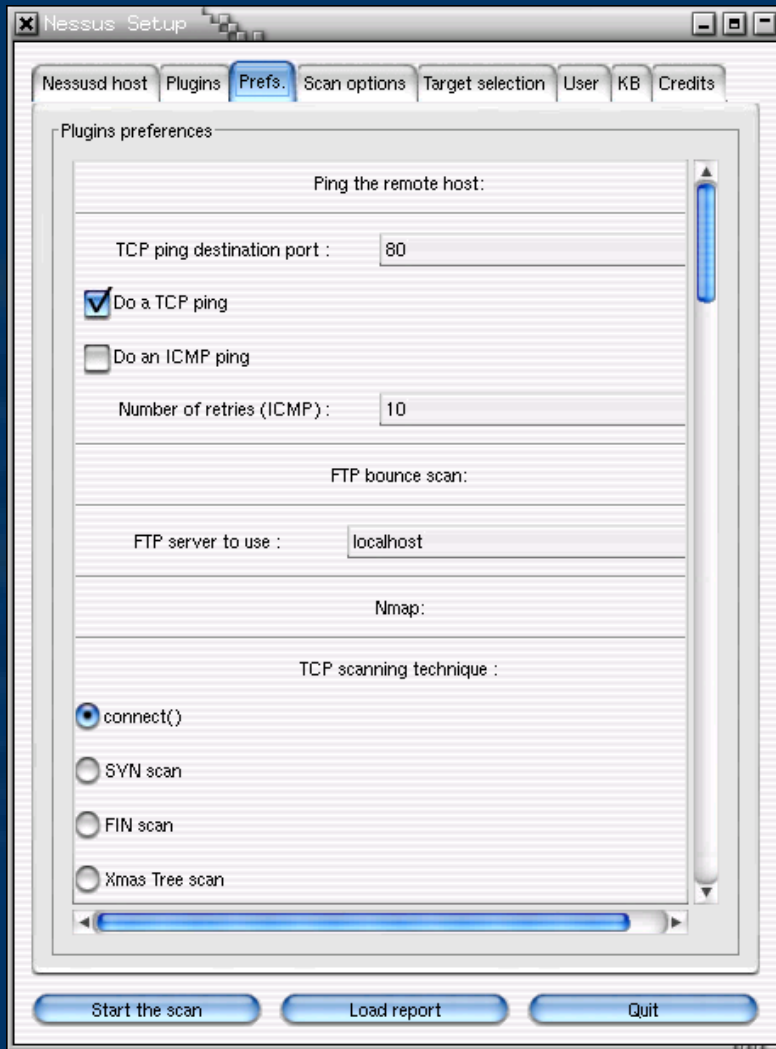 Nessus Setup
Nessusd host Plugins Prefs. Scan options Target selection User KB Credits
Plugins preferences
Ping the remote host:
TCP ping destination port : 80
Do a TCP ping
Do an ICMP ping
Number of retries (ICMP) : 10
FTP bounce scan:
FTP server to use : localhost
Nmap:
TCP scanning technique :
connect()
SYN scan
FIN scan
Xmas Tree scan
Start the scan Load report Quit